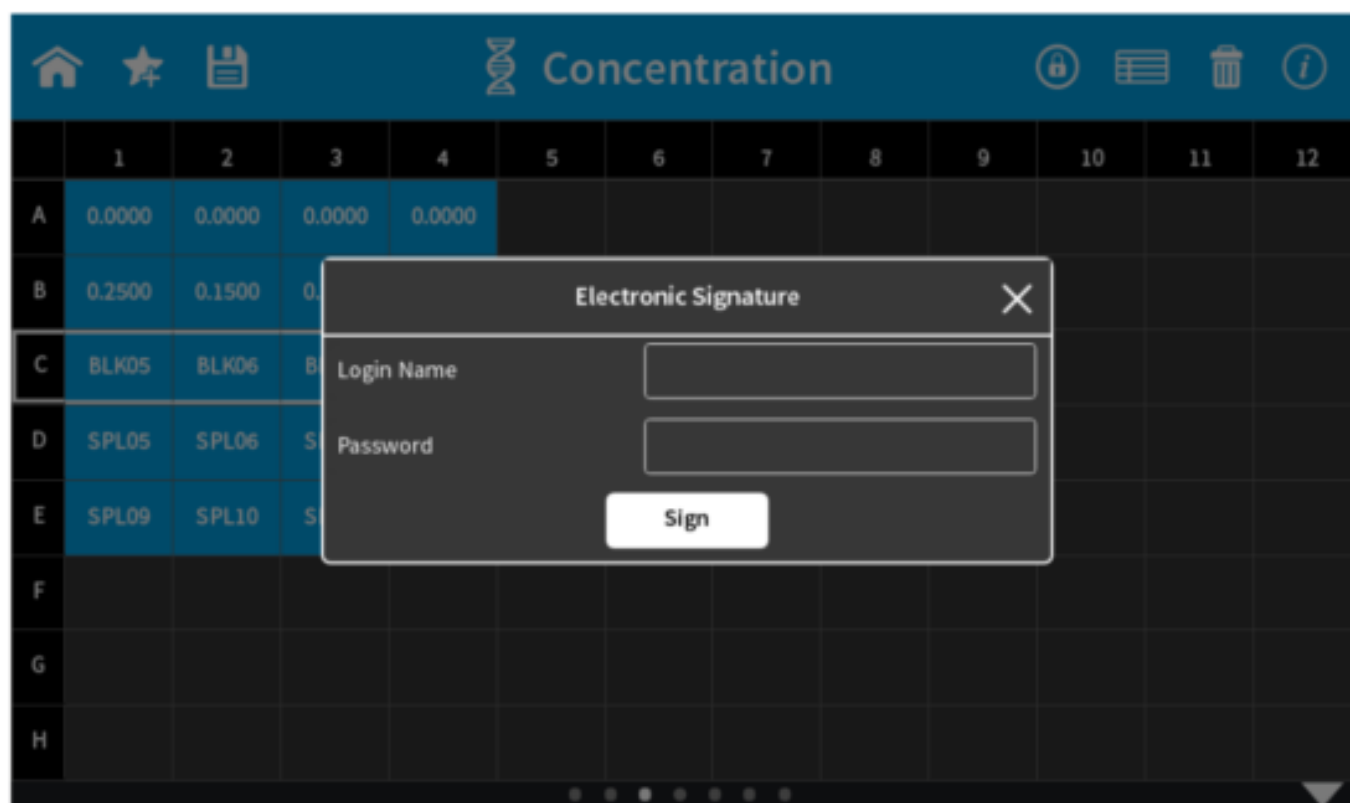 Concentration
1 2 3 4 5 6 7 8 9 10 11 12
A 0.0000 0.0000 0.0000 0.0000
B 0.2500 0.1500
Electronic Signature
C BLK05 BLK06
Login Name
D SPL05 SPL06
Password
E SPL09 SPL10
Sign
F
G
H